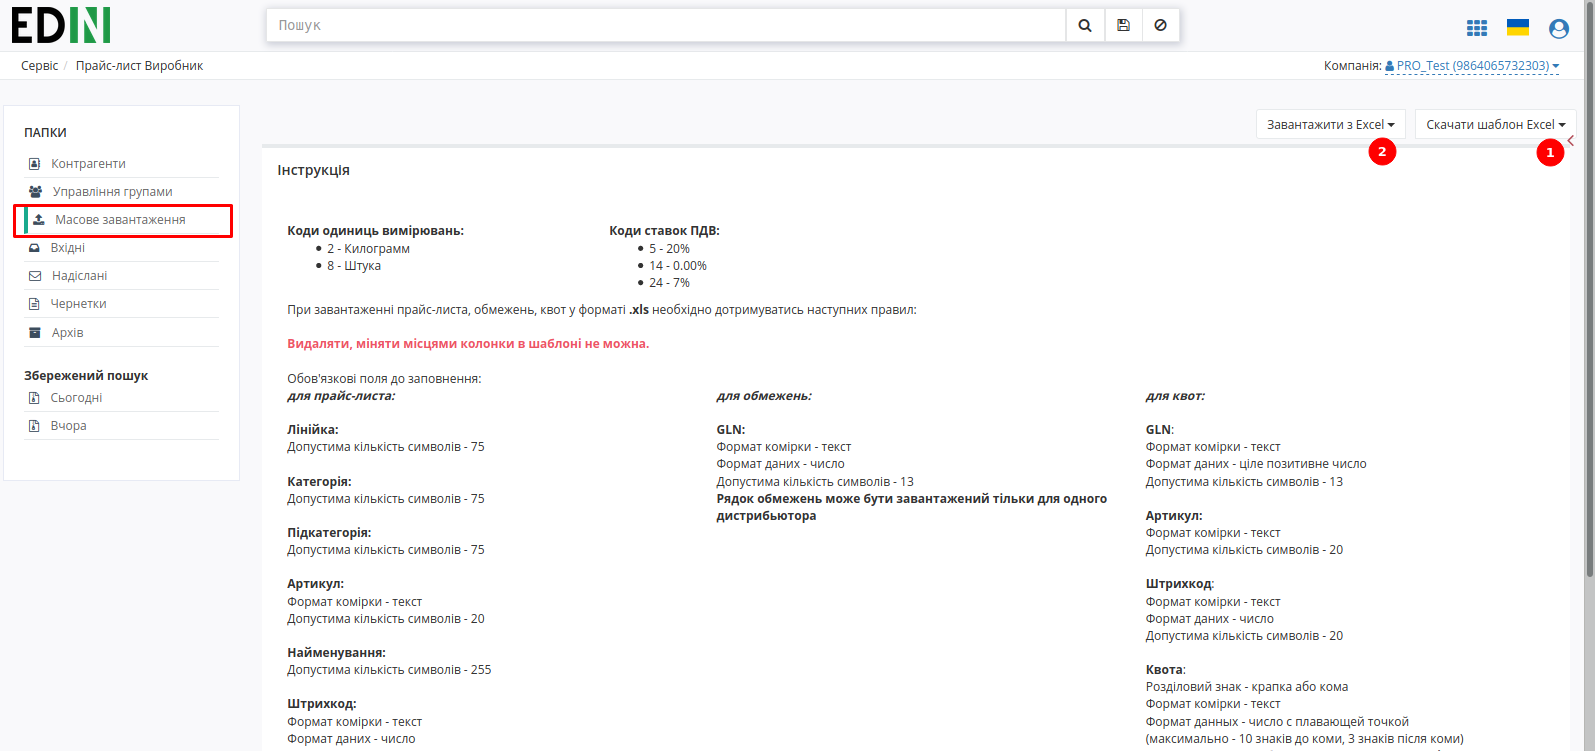 EDIN
Пошук
Сервіс / Прайс-лист Виробник
Компанія: PRO_Test (9864065732303)
ПАПКИ
Контрагенти
Управління групами
Масове завантаження
Вхідні
Надіслані
Чернетки
Архів
Збережений пошук
Сьогодні
Вчора
Завантажити з Excel
Скачати шаблон Excel
2
1
Інструкція
Коди одиниць вимірювань:
2 - Килограмм
8 - Штука
Коди ставок ПДВ:
5 - 20%
14 - 0.00%
24 - 7%
При завантаженні прайс-листа, обмежень, квот у форматі .xls необхідно дотримуватись наступних правил:
Видаляти, міняти місцями колонки в шаблоні не можна.
Обов'язкові поля до заповнення:
для прайс-листа:
Лінійка:
Допустима кількість символів - 75
Категорія:
Допустима кількість символів - 75
Підкатегорія:
Допустима кількість символів - 75
Артикул:
Формат комірки - текст
Допустима кількість символів - 20
Найменування:
Допустима кількість символів - 255
Штрихкод:
Формат комірки - текст
Формат даних - число
для обмежень:
GLN:
Формат комірки - текст
Формат даних - число
Допустима кількість символів - 13
Рядок обмежень може бути завантажений тільки для одного
дистрибьютора
для квот:
GLN:
Формат комірки - текст
Формат даних - ціле позитивне число
Допустима кількість символів - 13
Артикул:
Формат комірки - текст
Допустима кількість символів - 20
Штрихкод:
Формат комірки - текст
Формат даних - число
Допустима кількість символів - 20
Квота:
Розділовий знак - крапка або кома
Формат комірки - текст
Формат данных - число с плавающей точкой
(максимально - 10 знаків до коми, 3 знаків після коми)